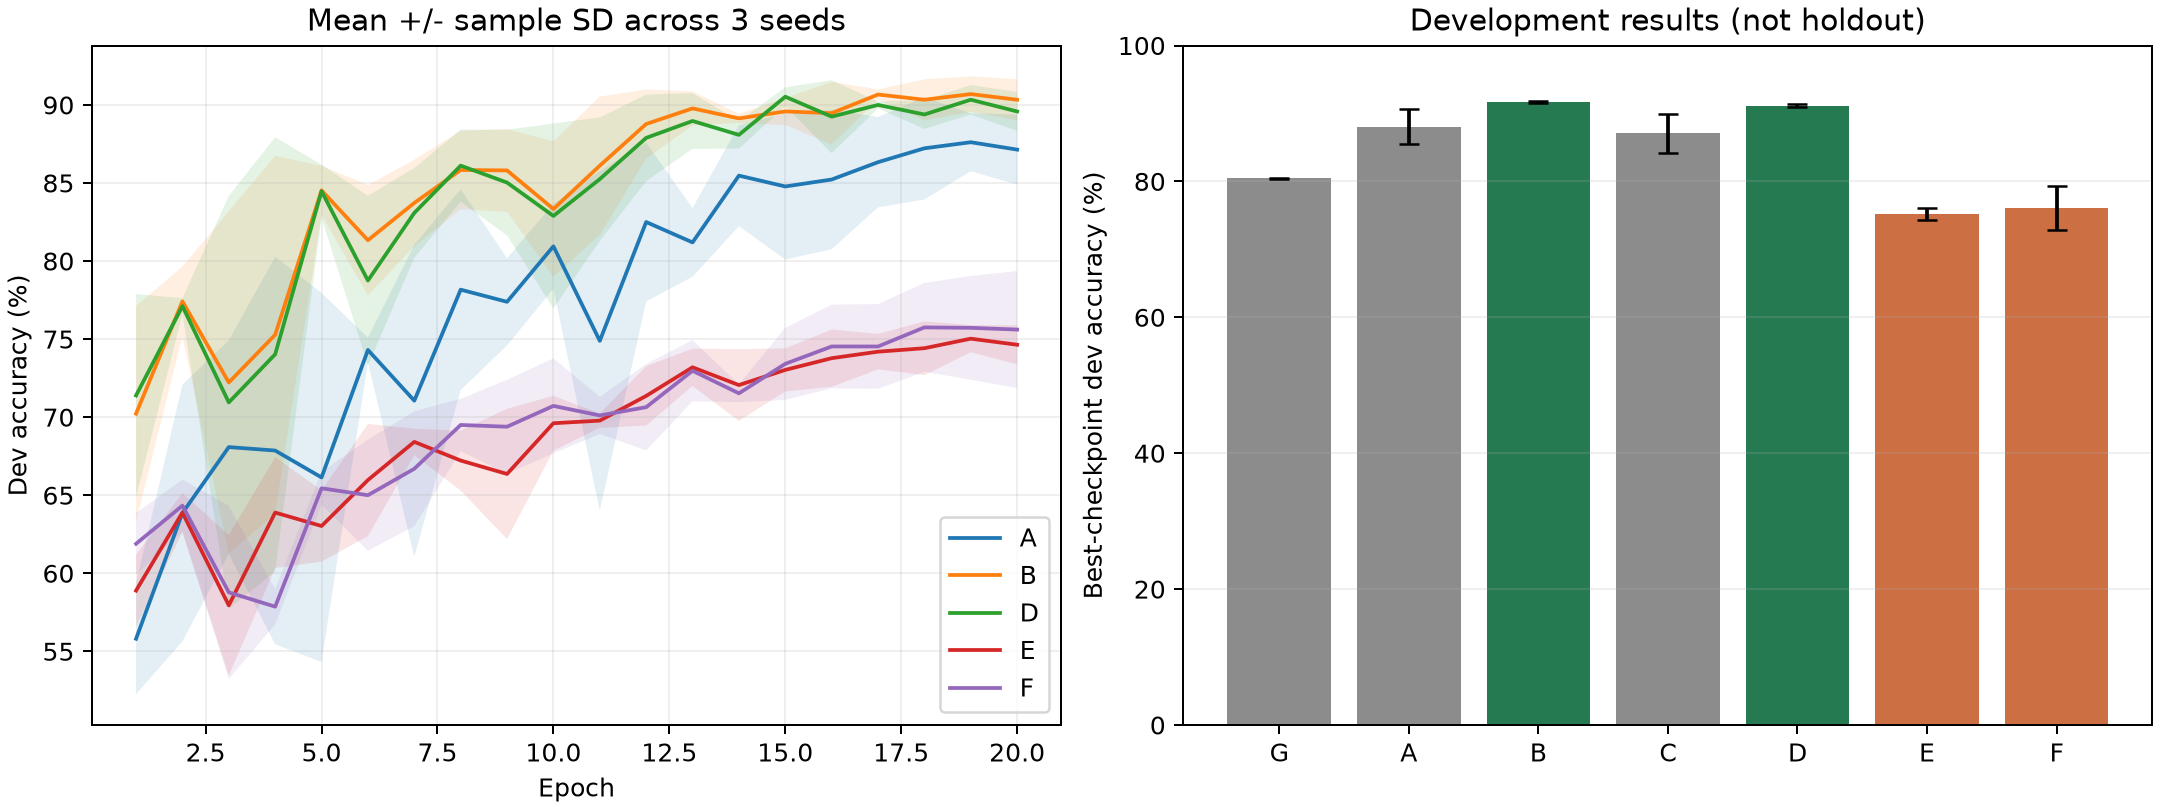 Mean +/- sample SD across 3 seeds
Dev accuracy (%)
90
85
80
75
70
65
60
55
2.5 5.0 7.5 10.0 12.5 15.0 17.5 20.0
Epoch
A
B
D
E
F
Development results (not holdout)
Best-checkpoint dev accuracy (%)
100
80
60
40
20
0
G A B C D E F